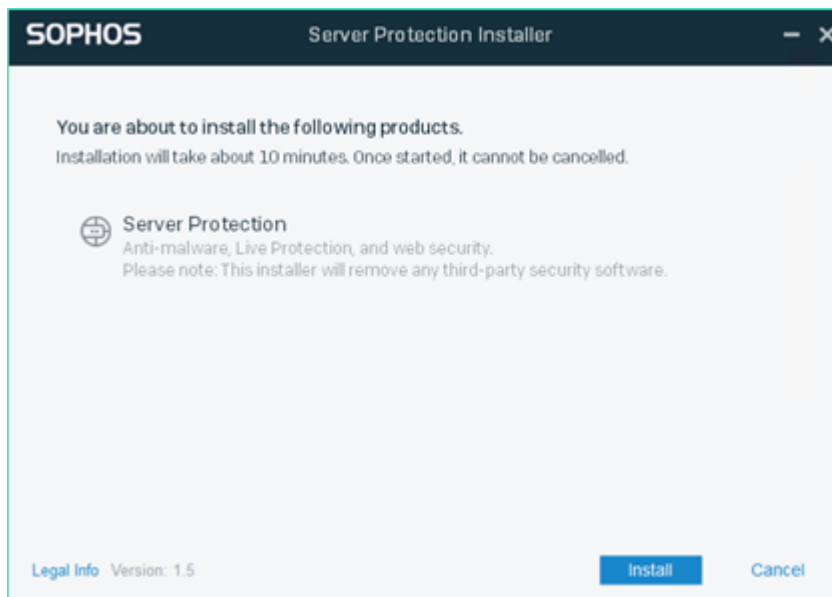 SOPHOS
Server Protection Installer
You are about to install the following products.
Installation will take about 10 minutes. Once started, it cannot be cancelled.
Server Protection
Anti-malware, Live Protection, and web security.
Please note: This installer will remove any third-party security software.
Legal Info Version: 1.5
Install
Cancel